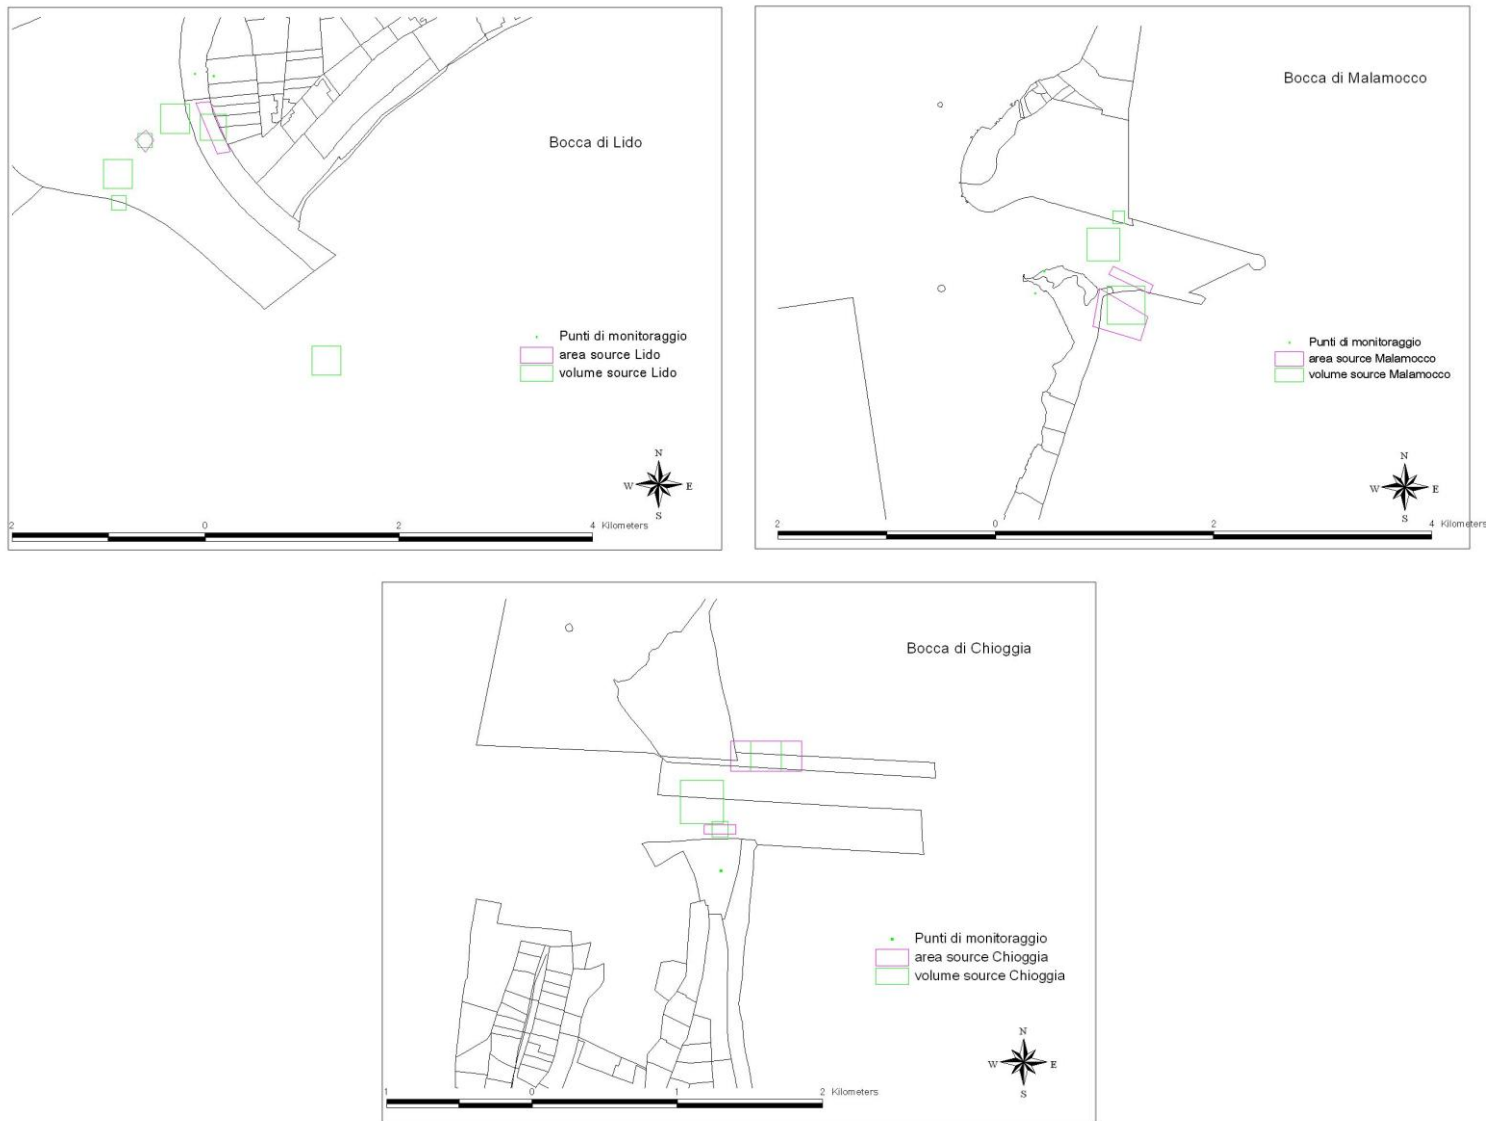 Bocca di Lido
Punti di monitoraggio
area source Lido
volume source Lido
N
W E
S
2 0 2 4 Kilometers
Bocca di Malamocco
Punti di monitoraggio
area source Malamocco
volume source Malamocco
N
W E
S
2 0 2 4 Kilometers
Bocca di Chioggia
Punti di monitoraggio
area source Chioggia
volume source Chioggia
N
W E
S
1 0 1 2 Kilometers